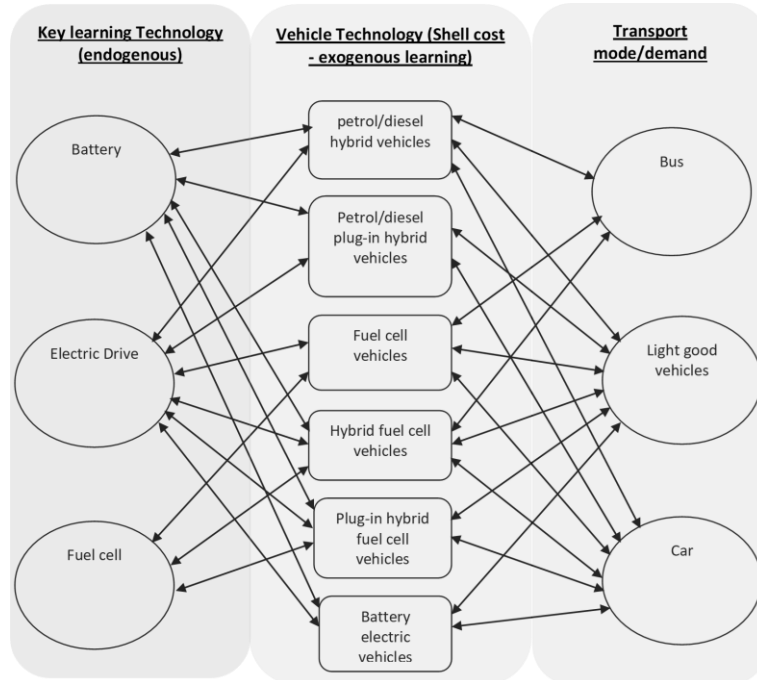 Key learning Technology
(endogenous)
Vehicle Technology (Shell cost
- exogenous learning)
Transport
mode/demand
Battery
Electric Drive
Fuel cell
petrol/diesel
hybrid vehicles
Petrol/diesel
plug-in hybrid
vehicles
Fuel cell
vehicles
Hybrid fuel cell
vehicles
Plug-in hybrid
fuel cell
vehicles
Battery
electric
vehicles
Bus
Light good
vehicles
Car